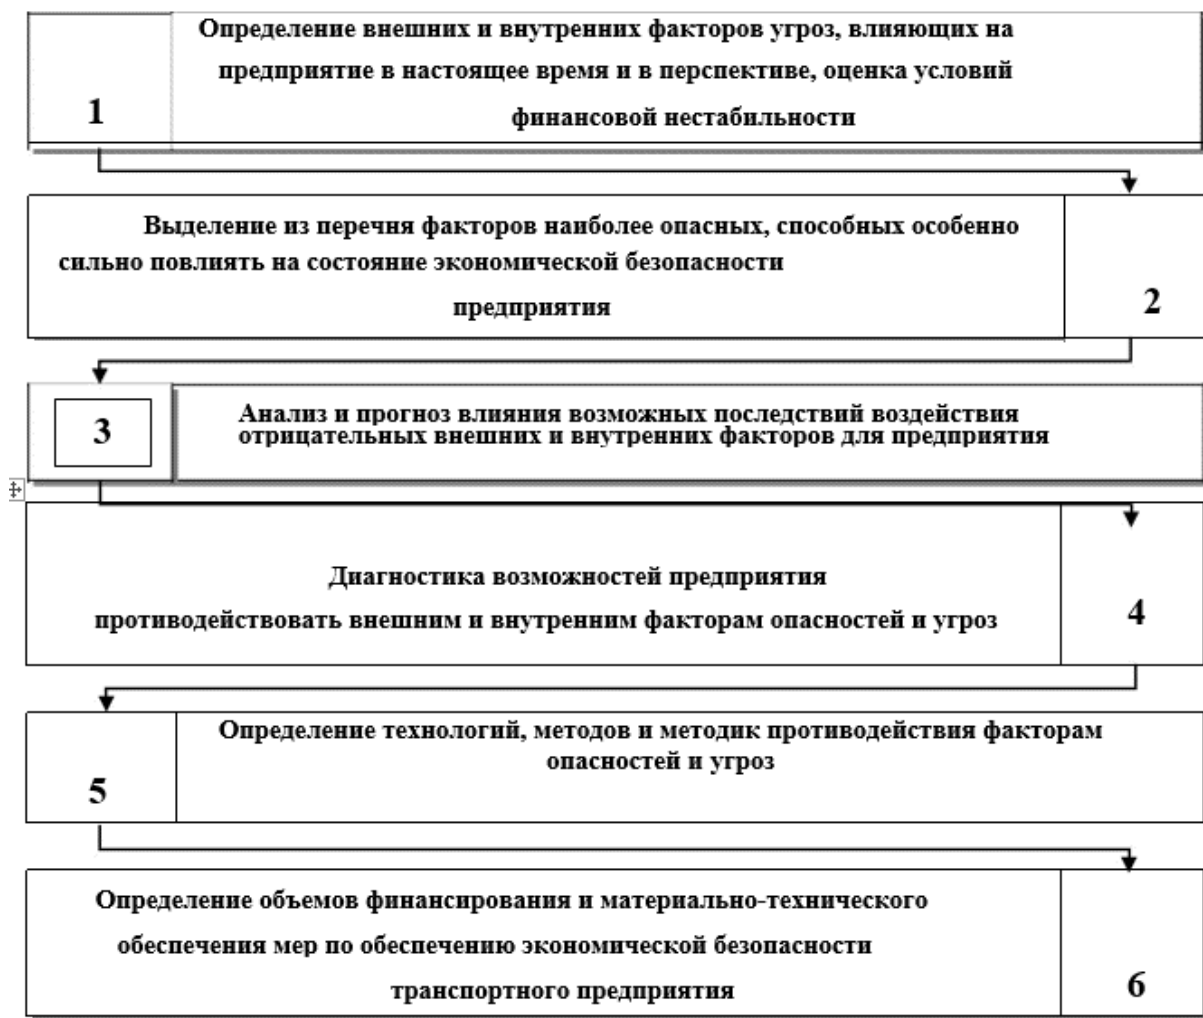 Определение внешних и внутренних факторов угроз, влияющих на
предприятие в настоящее время и в перспективе, оценка условий
финансовой нестабильности
1
Выделение из перечня факторов наиболее опасных, способных особенно
сильно повлиять на состояние экономической безопасности
предприятия
2
3
Анализ и прогноз влияния возможных последствий воздействия
отрицательных внешних и внутренних факторов для предприятия
Диагностика возможностей предприятия
противодействовать внешним и внутренним факторам опасностей и угроз
4
Определение технологий, методов и методик противодействия факторам
опасностей и угроз
5
Определение объемов финансирования и материально-технического
обеспечения мер по обеспечению экономической безопасности
транспортного предприятия
6